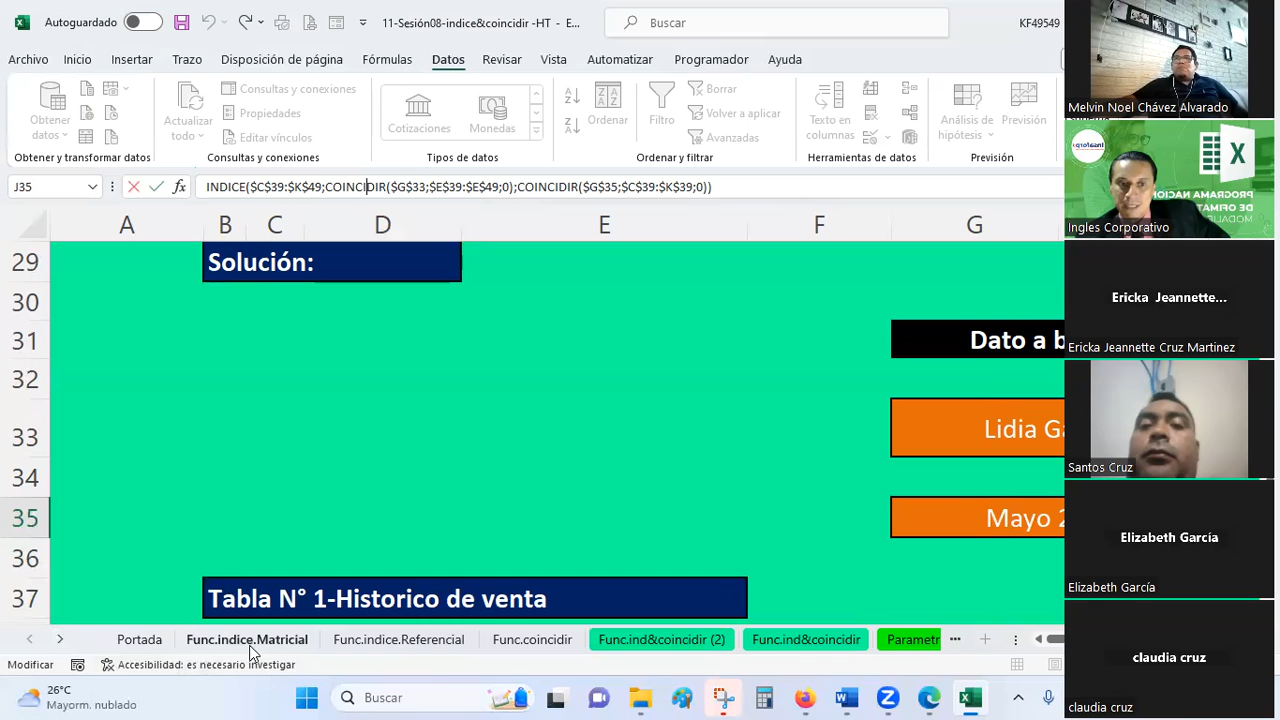 Autoguardado
11-Sesión08-indice&coincidir -HT - E...
Buscar
KF49549
Archivo Inicio Insertar Trazo Disposición de página Fórmulas Datos Revisar Vista Automatizar Programador Ayuda
Obtener datos
Actualizar todo
Consultas y conexiones
Propiedades
Editar vínculos
Cotizaciones
Monedas
Ordenar
Filtro
Borrar
Volver a aplicar
Avanzadas
Texto en columnas
Análisis de hipótesis
Previsión
Obtener y transformar datos
Consultas y conexiones
Tipos de datos
Ordenar y filtrar
Herramientas de datos
Previsión
J35
INDICE($C$39:$K$49;COINCIDIR($G$33;$E$39:$E$49;0);COINCIDIR($G$35;$C$39:$K$39;0))
A B C D E F G
29 Solución:
30
31 Dato a b
32
33 Lidia Ga
34
35 Mayo 2
36
37 Tabla N° 1-Historico de venta
Portada Func.indice.Matricial Func.indice.Referencial Func.coincidir Func.ind&coincidir (2) Func.ind&coincidir Parametr ...
Modificar
Accesibilidad: es necesario investigar
26°C
Mayorm. nublado
Buscar
Melvin Noel Chávez Alvarado
insaforp
PROGRAMA NACION
DE OFIMATI
MODALID
Ingles Corporativo
Ericka Jeannette...
Ericka Jeannette Cruz Martinez
Santos Cruz
Elizabeth García
Elizabeth García
claudia cruz
claudia cruz